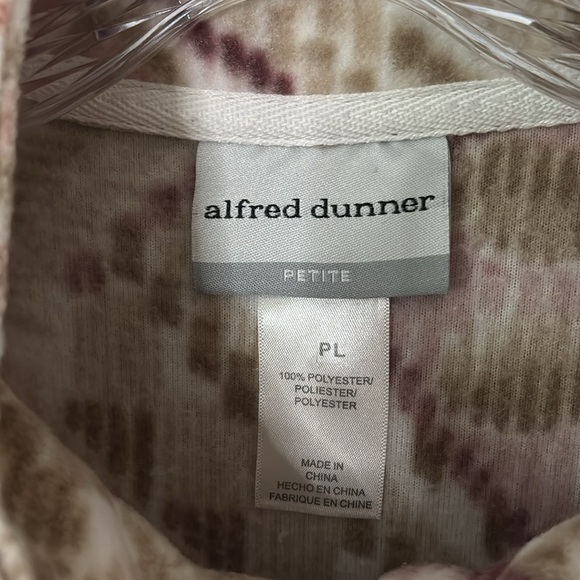 alfred dunner
PETITE
PL
100% POLYESTER/
POLIESTER/
POLYESTER
MADE IN
CHINA
HECHO EN CHINA
FABRIQUE EN CHINE